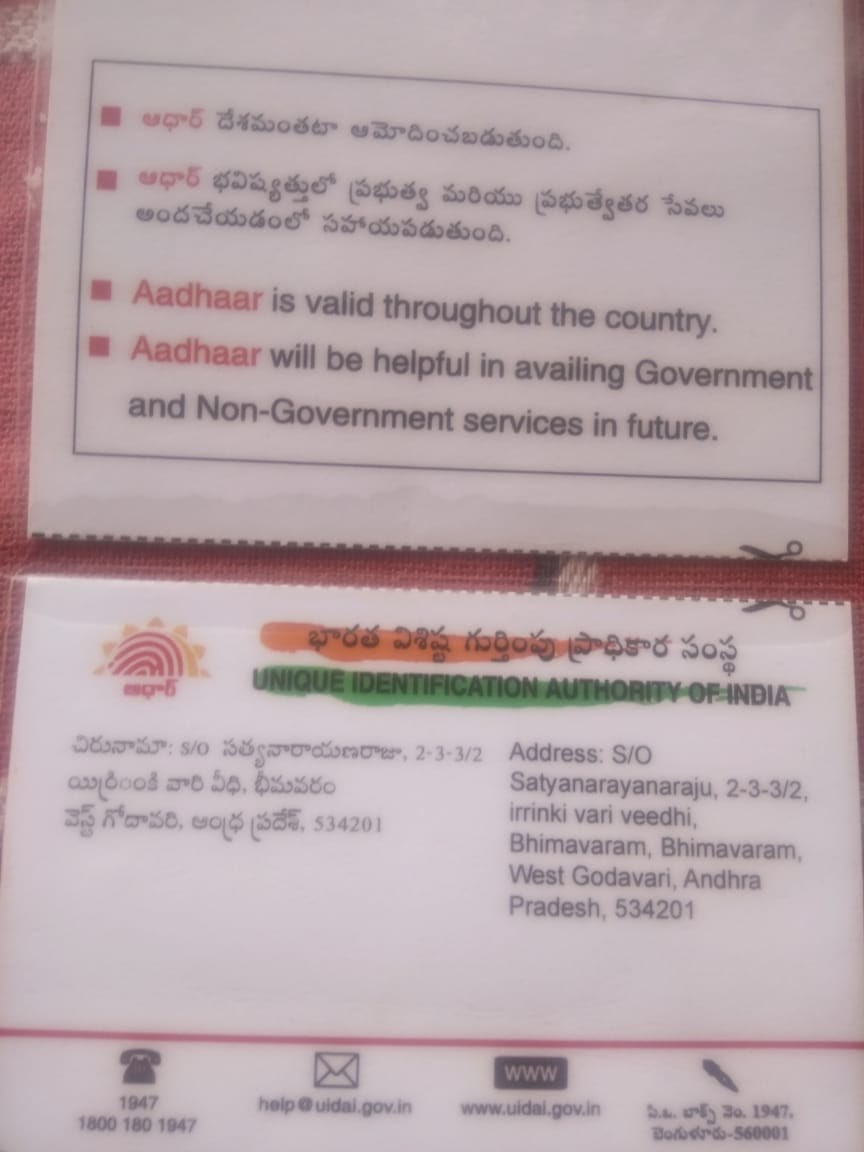 ■ ఆధార్ దేశమంతటా ఆమోదించబడుతుంది.
■ ఆధార్ భవిష్యత్తులో ప్రభుత్వ మరియు ప్రభుత్వేతర సేవలు
అందచేయడంలో సహాయపడుతుంది.
■ Aadhaar is valid throughout the country.
■ Aadhaar will be helpful in availing Government
and Non-Government services in future.
ఆధార్
భారత విశిష్ట గుర్తింపు ప్రాధికార సంస్థ
UNIQUE IDENTIFICATION AUTHORITY OF INDIA
చిరునామా: S/O సత్యనారాయణరాజు, 2-3-3/2
యిర్రింకి వారి వీధి, భీమవరం
వెస్ట్ గోదావరి, ఆంధ్ర ప్రదేశ్, 534201
Address: S/O
Satyanarayanaraju, 2-3-3/2,
irrinki vari veedhi,
Bhimavaram, Bhimavaram,
West Godavari, Andhra
Pradesh, 534201
1947
1800 180 1947
help@uidai.gov.in
WWW
www.uidai.gov.in
పి.ఒ. బాక్స్ నెం. 1947,
బెంగుళూరు-560001